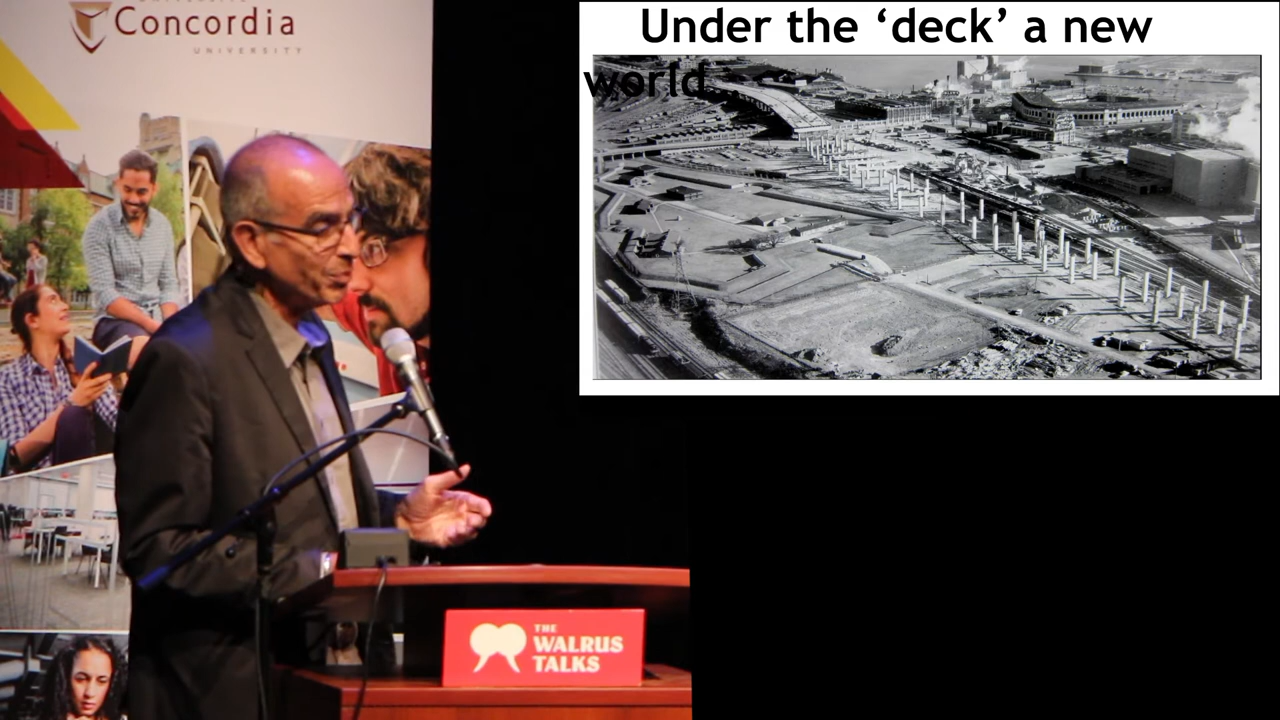 Concordia
UNIVERSITY
Under the ‘deck’ a new
world
THE
WALRUS
TALKS